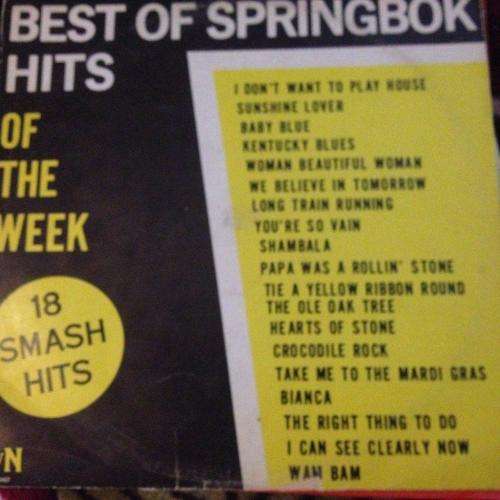 BEST OF SPRINGBOK
HITS
OF
THE
WEEK
18
SMASH
HITS
I DON'T WANT TO PLAY HOUSE
SUNSHINE LOVER
BABY BLUE
KENTUCKY BLUES
WOMAN BEAUTIFUL WOMAN
WE BELIEVE IN TOMORROW
LONG TRAIN RUNNING
YOU'RE SO VAIN
SHAMBALA
PAPA WAS A ROLLIN' STONE
TIE A YELLOW RIBBON ROUND
THE OLE OAK TREE
HEARTS OF STONE
CROCODILE ROCK
TAKE ME TO THE MARDI GRAS
BIANCA
THE RIGHT THING TO DO
I CAN SEE CLEARLY NOW
WAM BAM